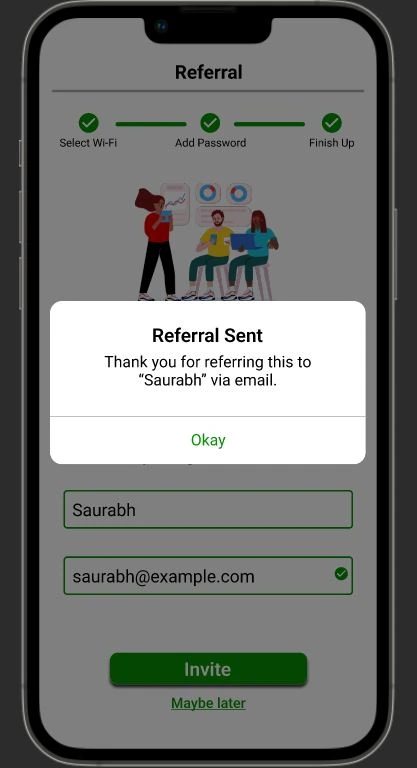 Referral
Select Wi-Fi
Add Password
Finish Up
Referral Sent
Thank you for referring this to
“Saurabh” via email.
Okay
Saurabh
saurabh@example.com
Invite
Maybe later